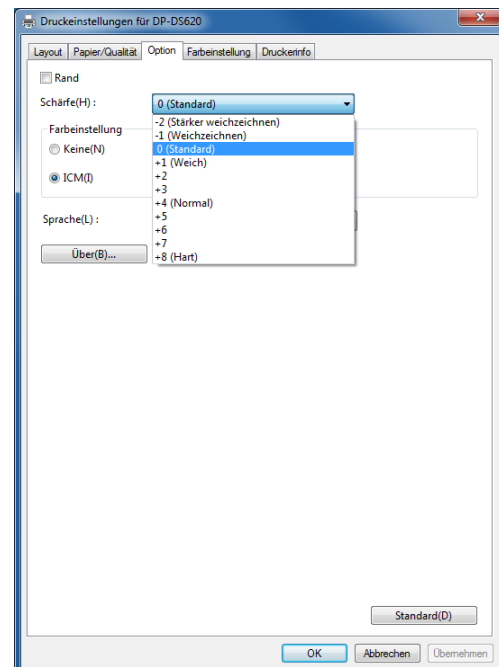 Druckeinstellungen für DP-DS620
Layout Papier/Qualität Option Farbeinstellung Druckerinfo
Rand
Schärfe(H) : 0 (Standard)
-2 (Stärker weichzeichnen)
-1 (Weichzeichnen)
0 (Standard)
+1 (Weich)
+2
+3
+4 (Normal)
+5
+6
+7
+8 (Hart)
Farbeinstellung
Keine(N)
ICM(I)
Sprache(L) :
Über(B)...
Standard(D)
OK Abbrechen Übernehmen